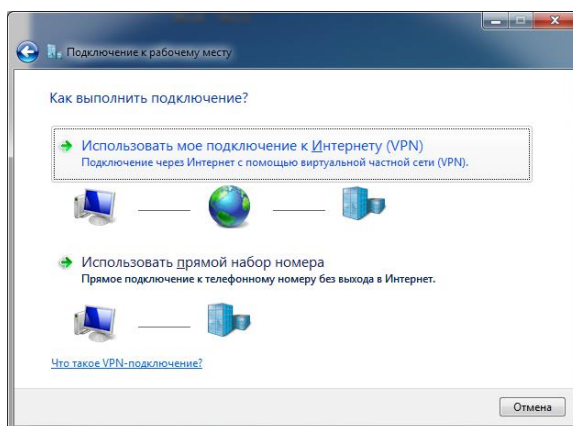 Подключение к рабочему месту
Как выполнить подключение?
Использовать мое подключение к Интернету (VPN)
Подключение через Интернет с помощью виртуальной частной сети (VPN).
Использовать прямой набор номера
Прямое подключение к телефонному номеру без выхода в Интернет.
Что такое VPN-подключение?
Отмена